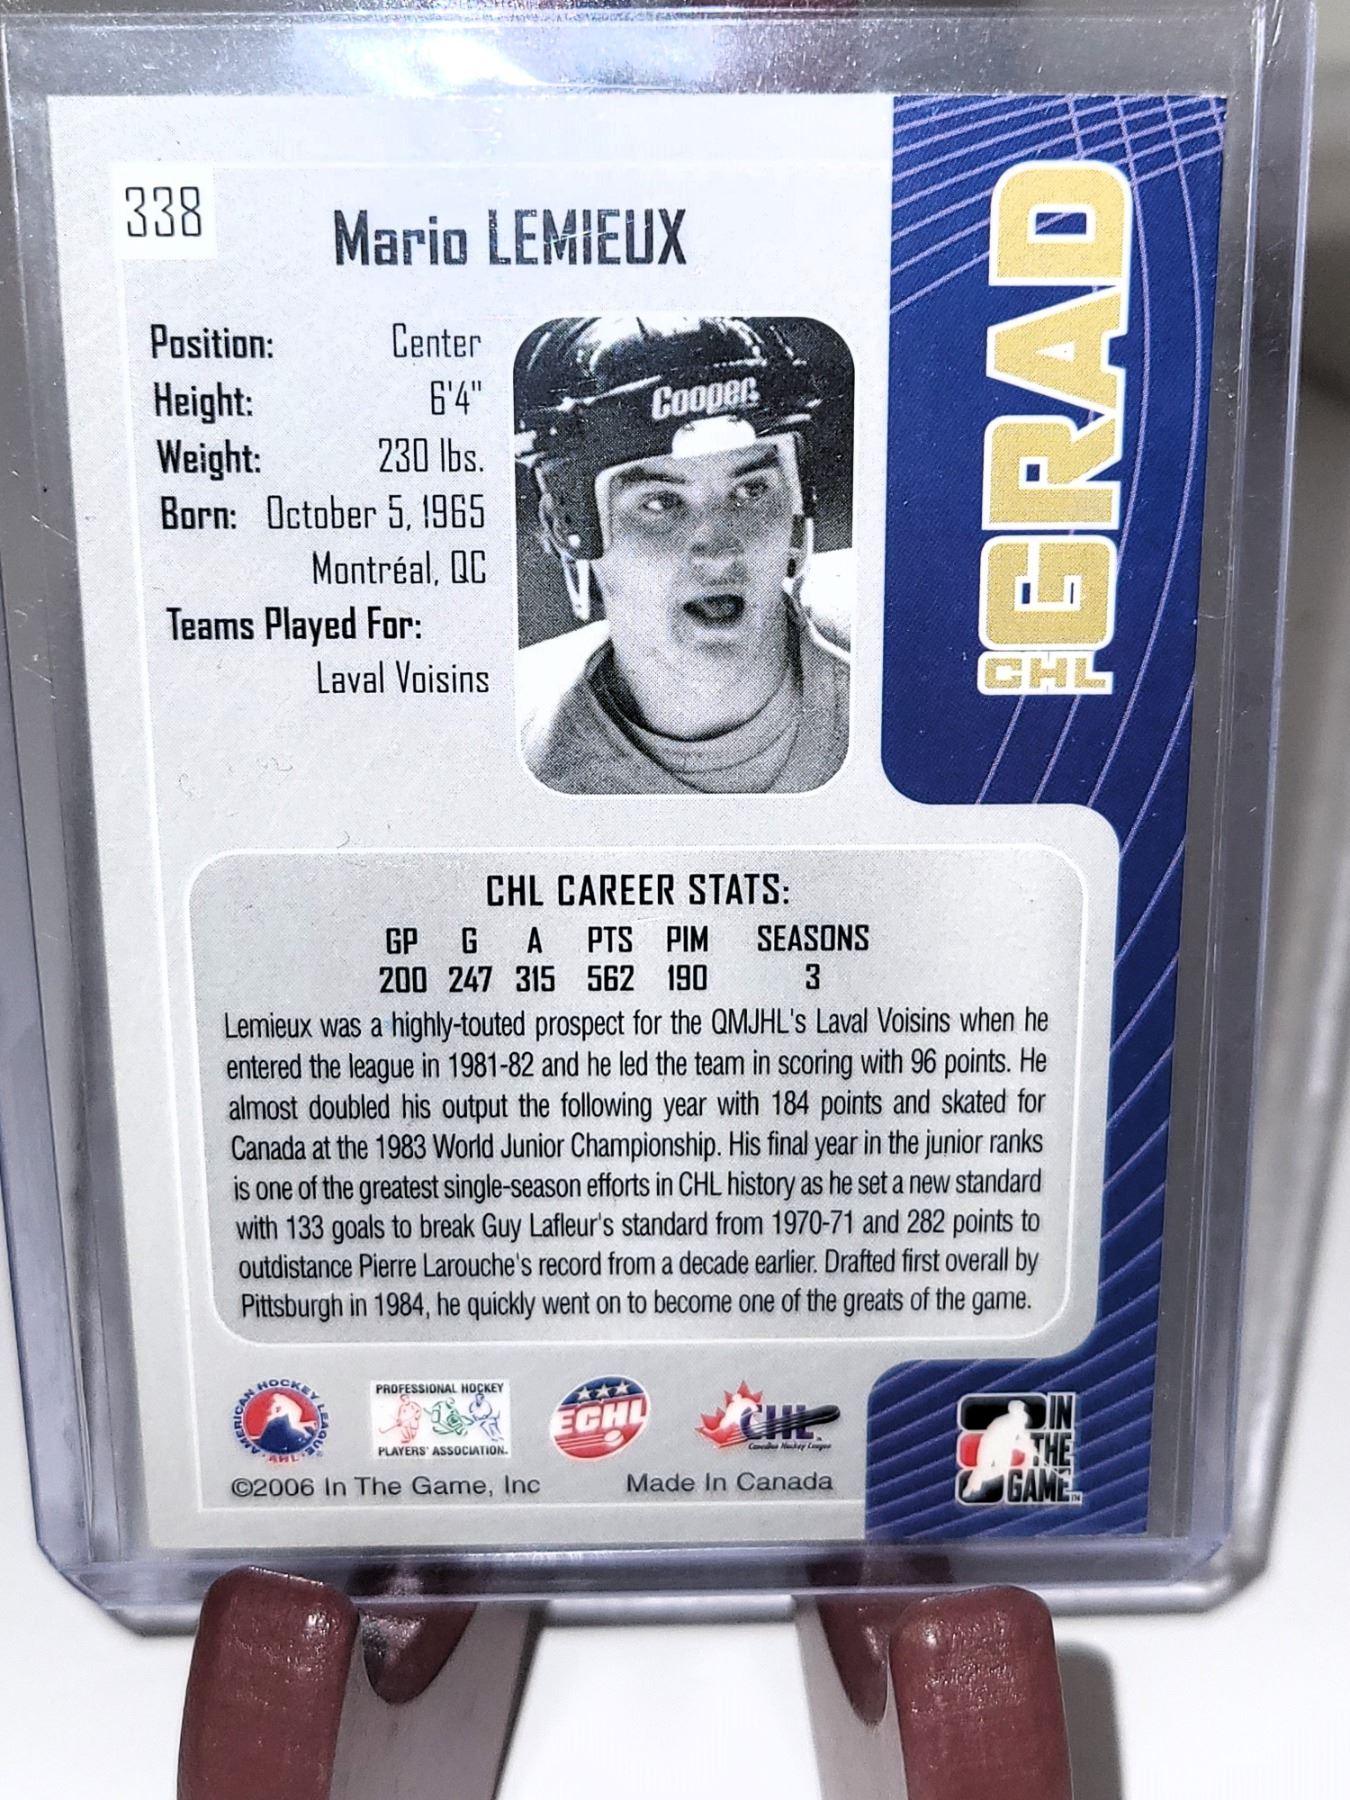 338
Mario LEMIEUX
Position: Center
Height: 6'4"
Weight: 230 lbs.
Born: October 5, 1965
Montréal, QC
Teams Played For:
Laval Voisins
Cooper
CHL GRAD
CHL CAREER STATS:
GP G A PTS PIM SEASONS
200 247 315 562 190 3
Lemieux was a highly-touted prospect for the QMJHL's Laval Voisins when he
entered the league in 1981-82 and he led the team in scoring with 96 points. He
almost doubled his output the following year with 184 points and skated for
Canada at the 1983 World Junior Championship. His final year in the junior ranks
is one of the greatest single-season efforts in CHL history as he set a new standard
with 133 goals to break Guy Lafleur's standard from 1970-71 and 282 points to
outdistance Pierre Larouche's record from a decade earlier. Drafted first overall by
Pittsburgh in 1984, he quickly went on to become one of the greats of the game.
AMERICAN HOCKEY LEAGUE
AHL
PROFESSIONAL HOCKEY
PLAYERS' ASSOCIATION.
ECHL
CHL
Canadian Hockey League
IN
THE
GAME™
©2006 In The Game, Inc Made In Canada